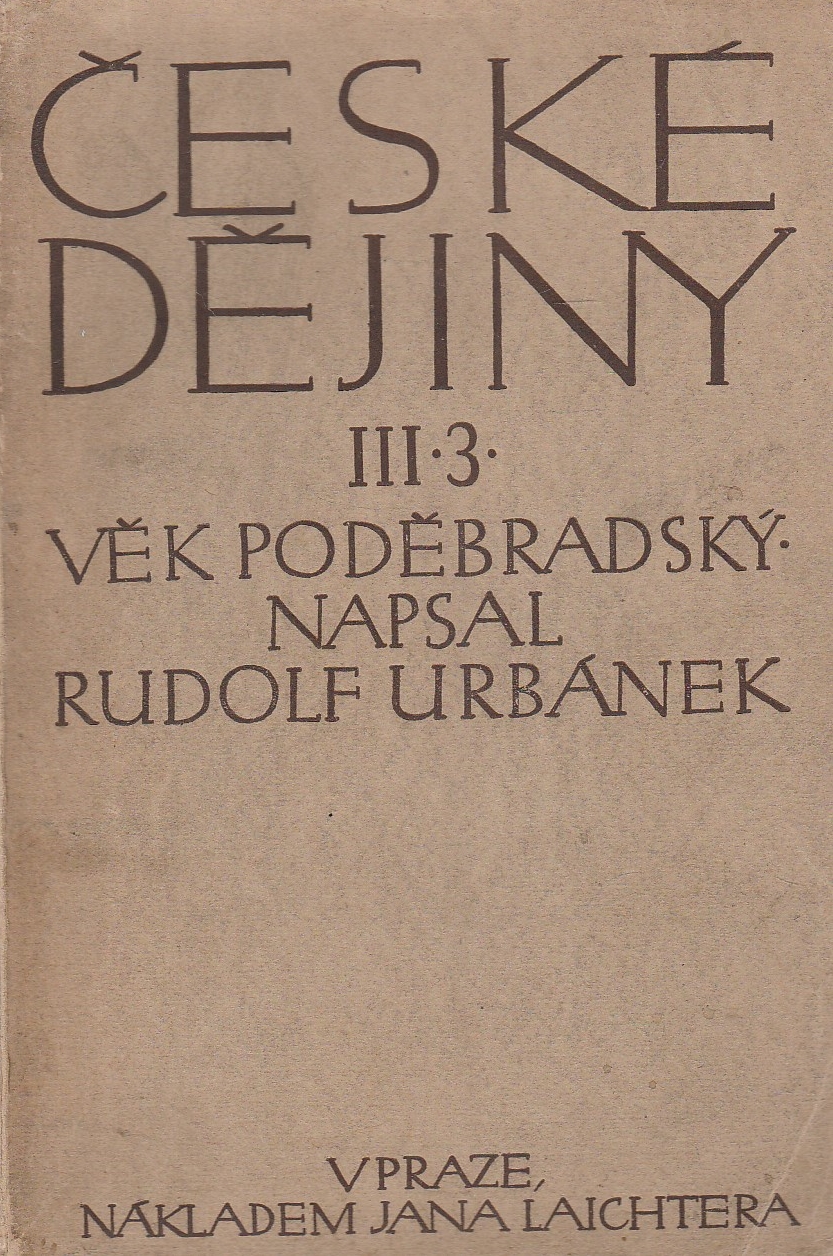 ČESKÉ
DĚJINY
III·3·
VĚK PODĚBRADSKÝ·
NAPSAL
RUDOLF URBÁNEK
V PRAZE,
NÁKLADEM JANA LAICHTERA